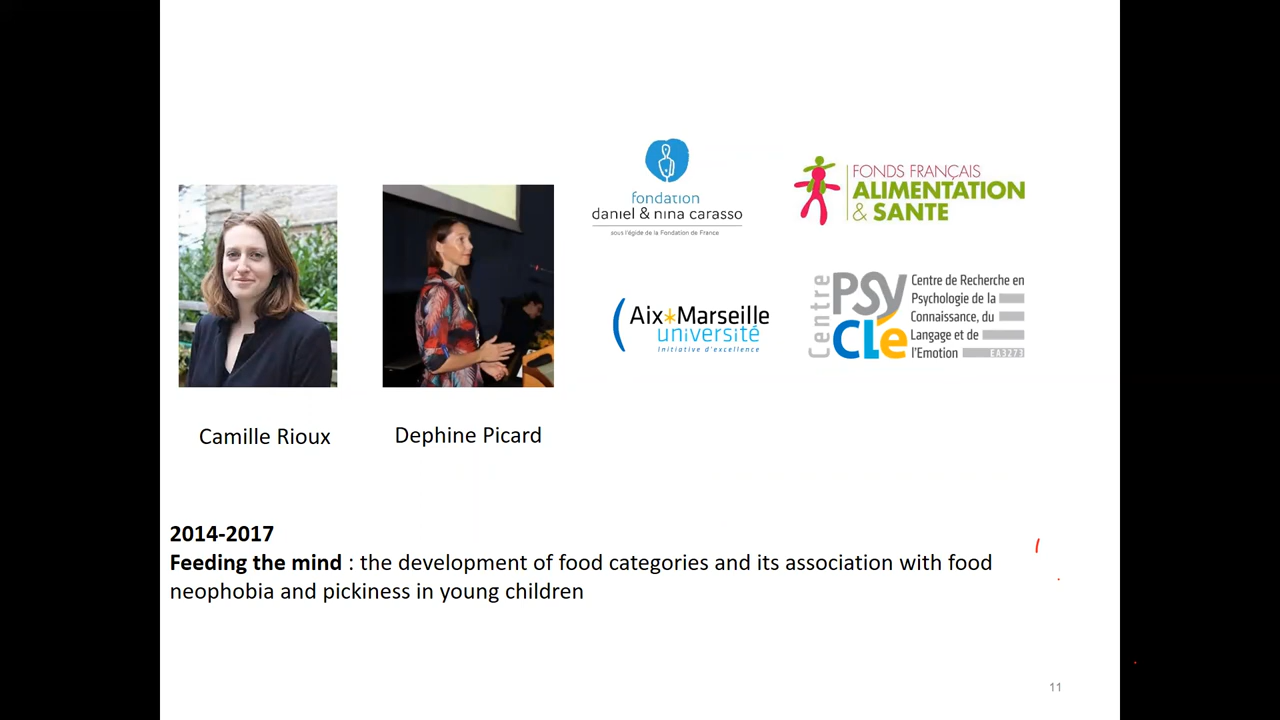 fondation
daniel & nina carasso
sous l'égide de la Fondation de France
FONDS FRANÇAIS
ALIMENTATION
& SANTE
Aix*Marseille
université
Initiative d'excellence
Centre
PSY
CLé
Centre de Recherche en
Psychologie de la
Connaissance, du
Langage et de
l'Emotion
EA3273
Camille Rioux
Dephine Picard
2014-2017
Feeding the mind : the development of food categories and its association with food
neophobia and pickiness in young children
11